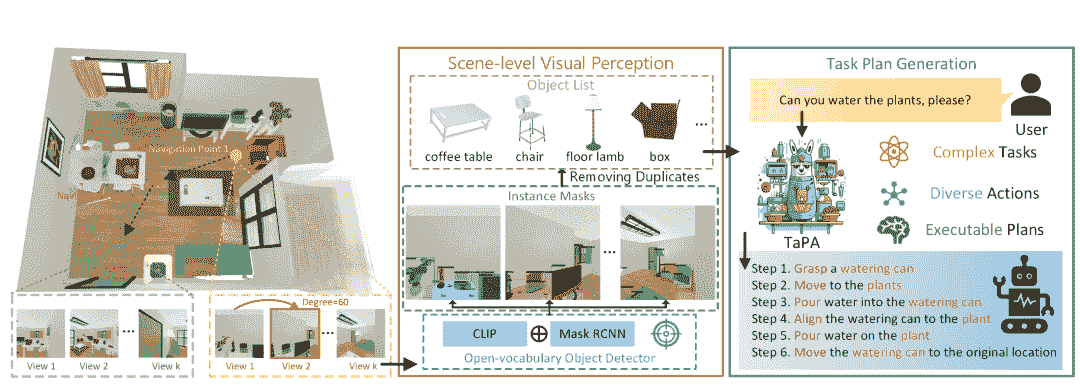 Navigation Point 1
Degree=60
View 1
View 2
View k
View 1
View 2
View k
Scene-level Visual Perception
Object List
coffee table
chair
floor lamb
box
...
Removing Duplicates
Instance Masks
...
CLIP
Mask RCNN
Open-vocabulary Object Detector
Task Plan Generation
Can you water the plants, please?
User
TaPA
Complex Tasks
Diverse Actions
Executable Plans
Step 1. Grasp a watering can
Step 2. Move to the plants
Step 3. Pour water into the watering can
Step 4. Align the watering can to the plant
Step 5. Pour water on the plant
Step 6. Move the watering can to the original location